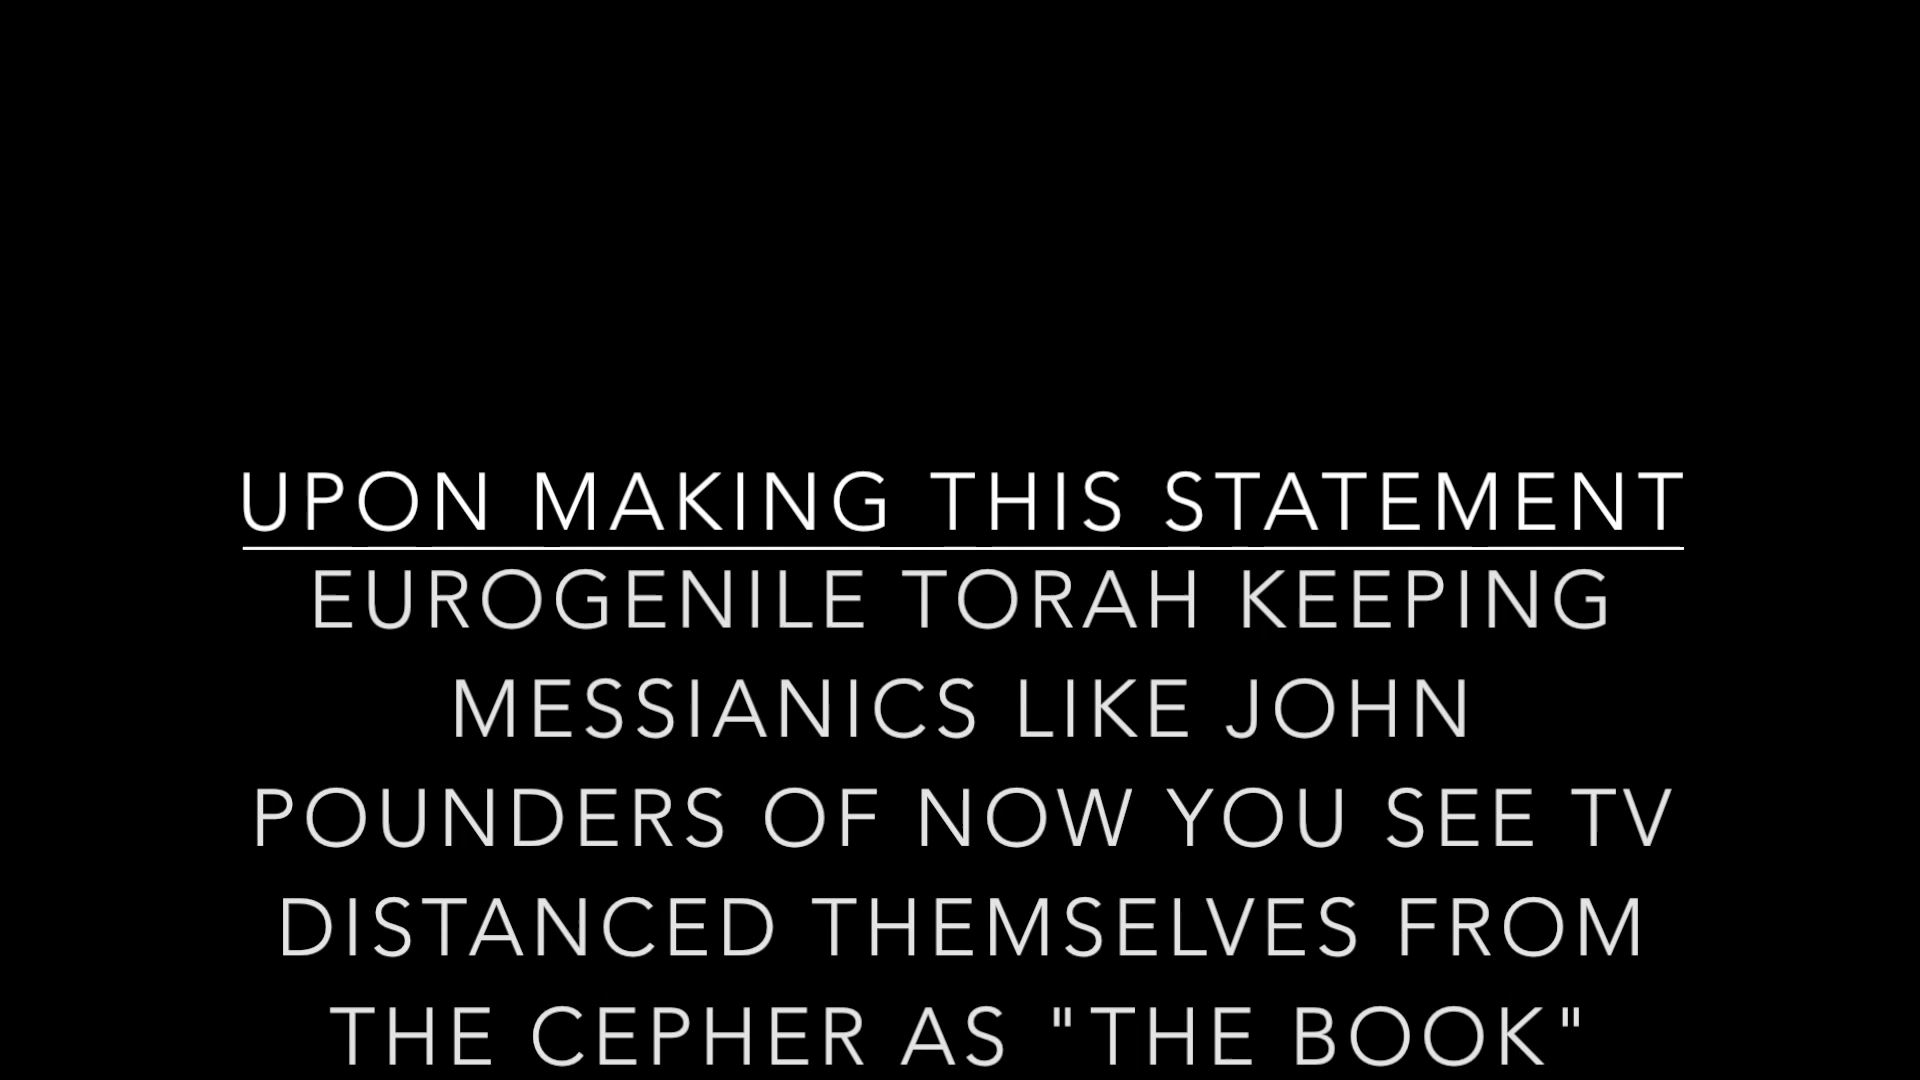 UPON MAKING THIS STATEMENT
EUROGENILE TORAH KEEPING
MESSIANICS LIKE JOHN
POUNDERS OF NOW YOU SEE TV
DISTANCED THEMSELVES FROM
THE CEPHER AS "THE BOOK"